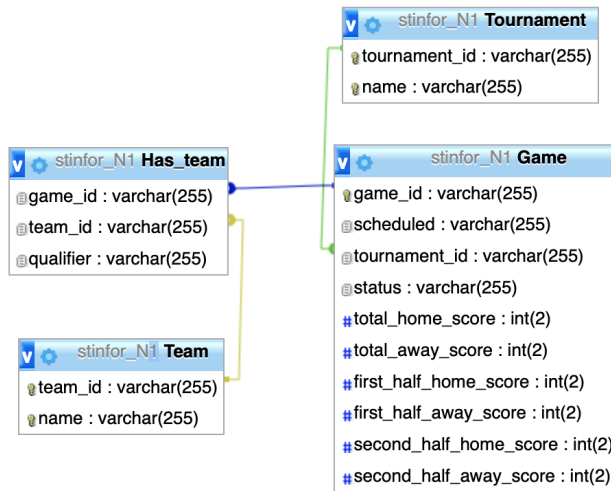 stinfor_N1 Tournament
tournament_id : varchar(255)
name : varchar(255)
stinfor_N1 Has_team
game_id : varchar(255)
team_id : varchar(255)
qualifier : varchar(255)
stinfor_N1 Game
game_id : varchar(255)
scheduled : varchar(255)
tournament_id : varchar(255)
status : varchar(255)
#total_home_score : int(2)
#total_away_score : int(2)
#first_half_home_score : int(2)
#first_half_away_score : int(2)
#second_half_home_score : int(2)
#second_half_away_score : int(2)
stinfor_N1 Team
team_id : varchar(255)
name : varchar(255)